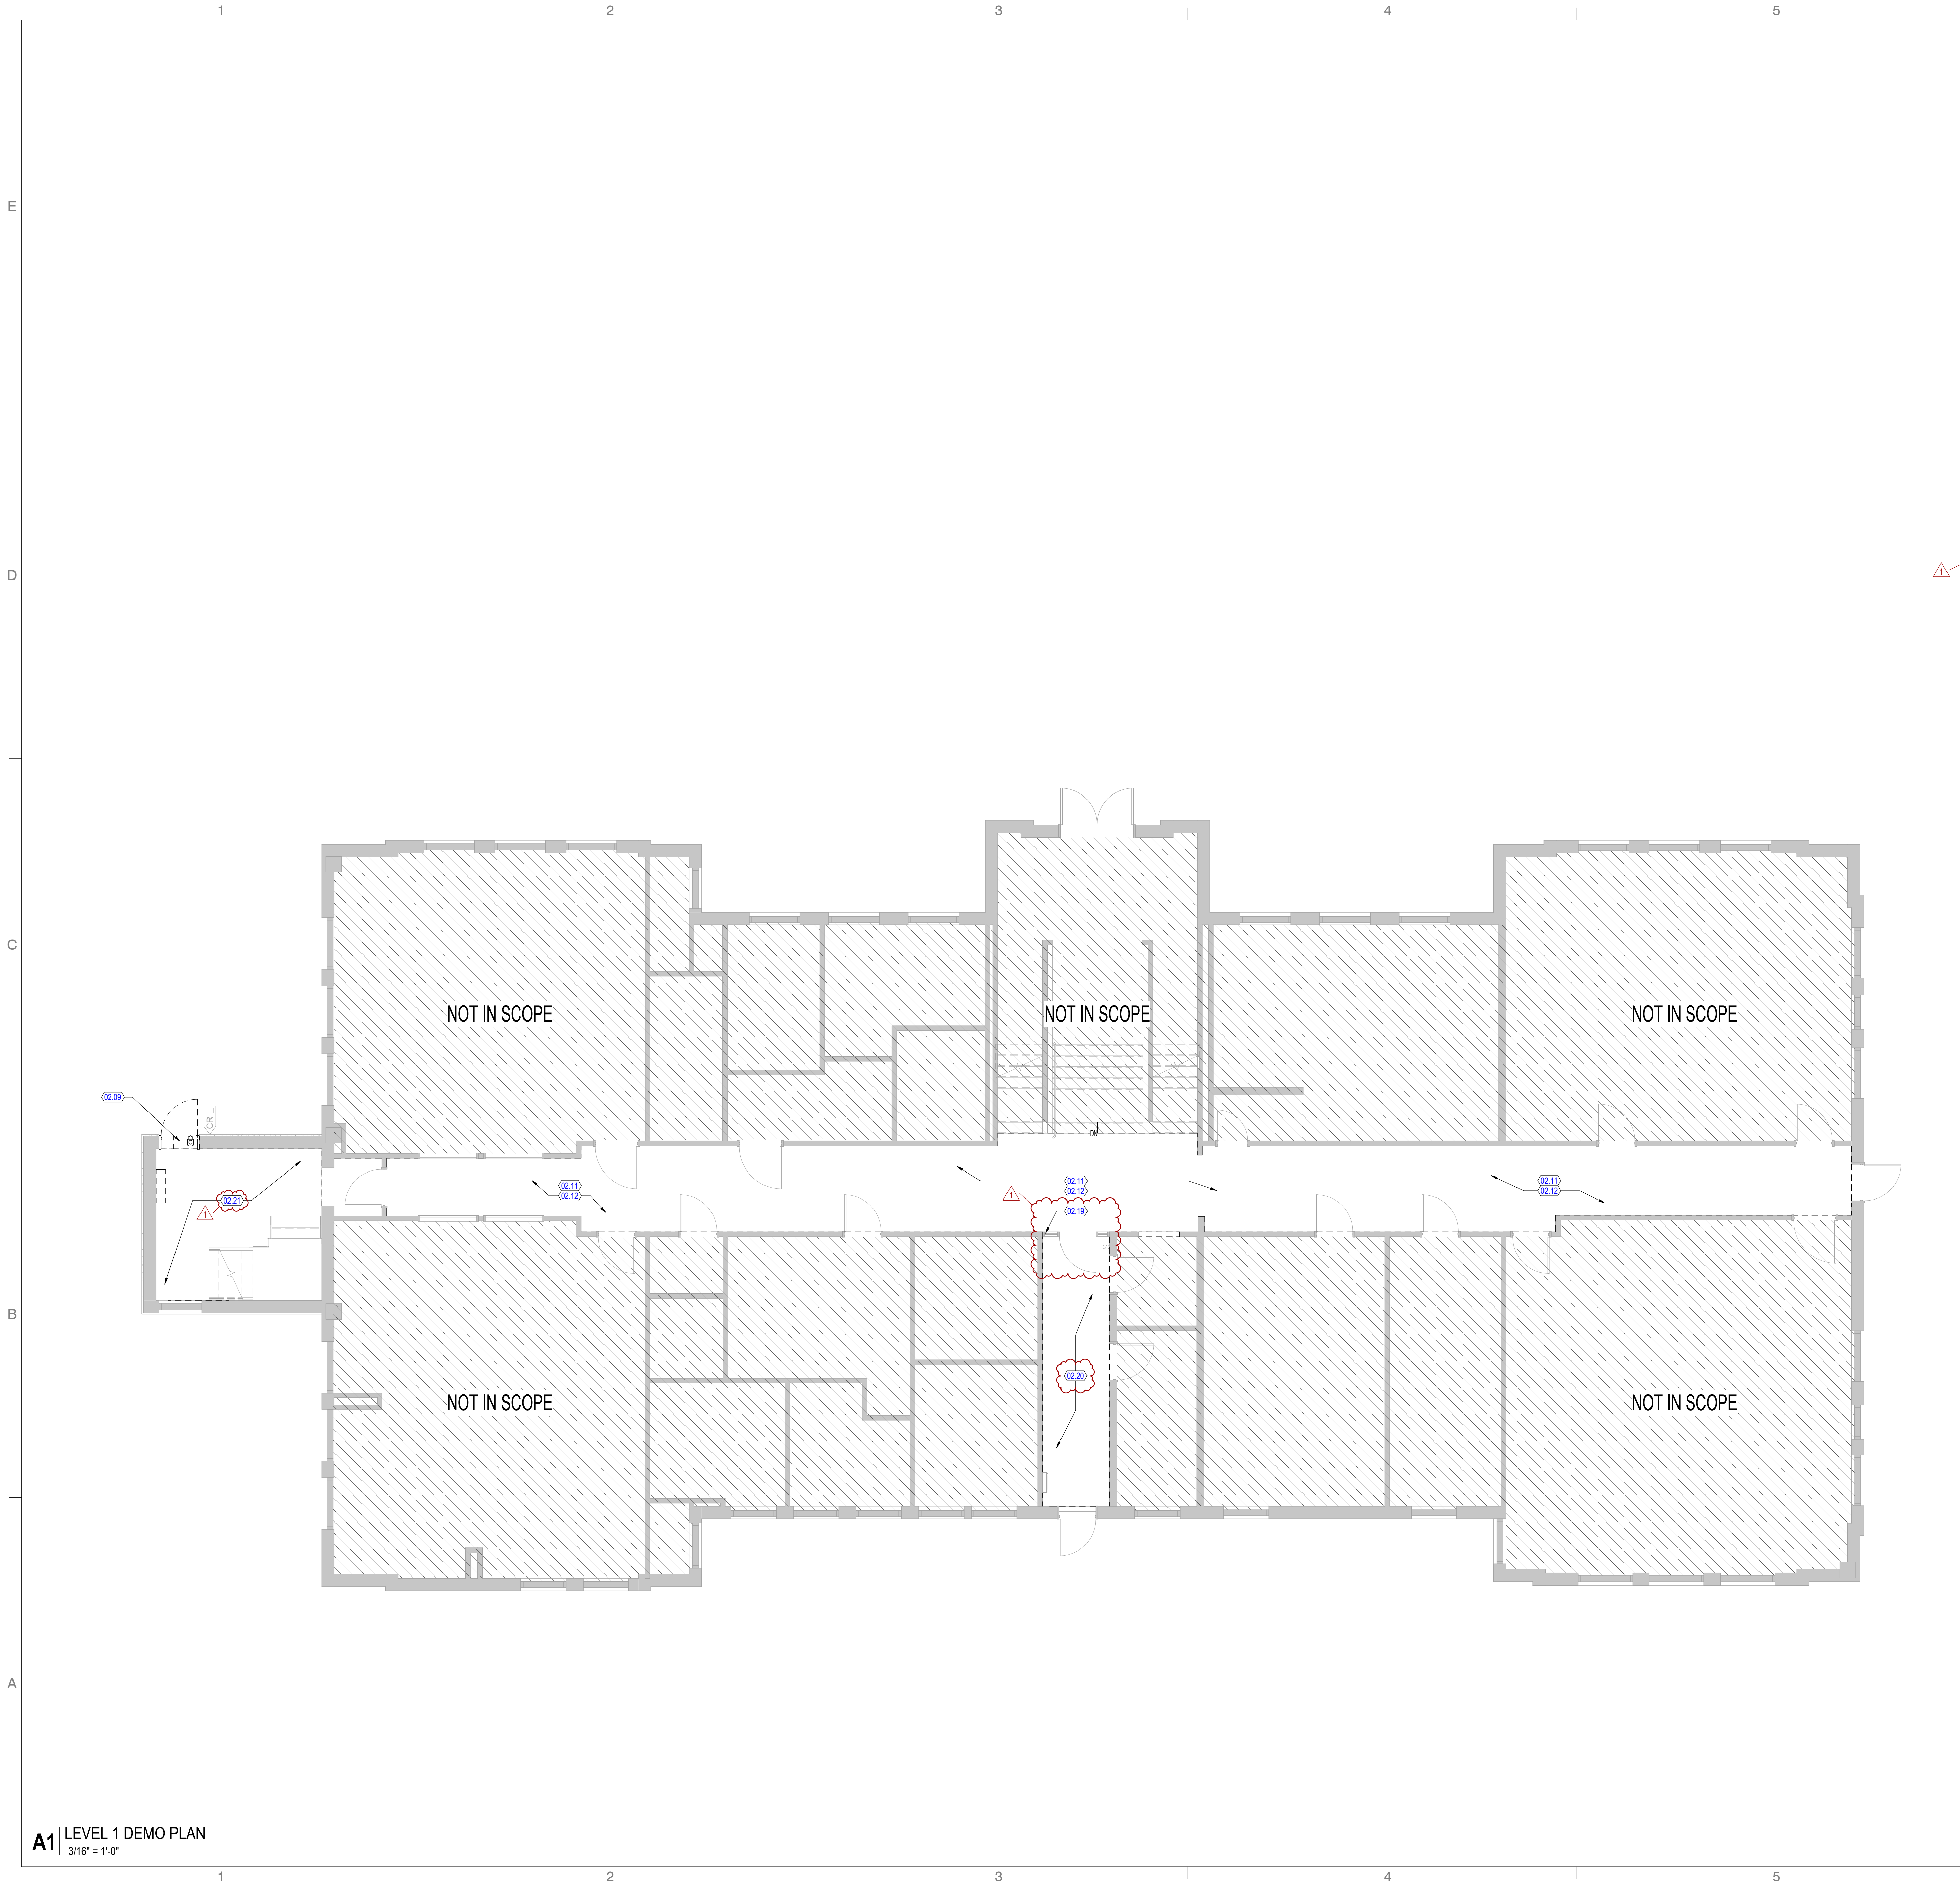 1 2 3 4 5
E
D
1
C
NOT IN SCOPE
NOT IN SCOPE
NOT IN SCOPE
02.09
CR
DN
02.11
02.12
02.11
02.12
02.11
02.12
1
02.19
02.21
1
B
02.20
NOT IN SCOPE
NOT IN SCOPE
A
A1 LEVEL 1 DEMO PLAN
3/16" = 1'-0"
1 2 3 4 5